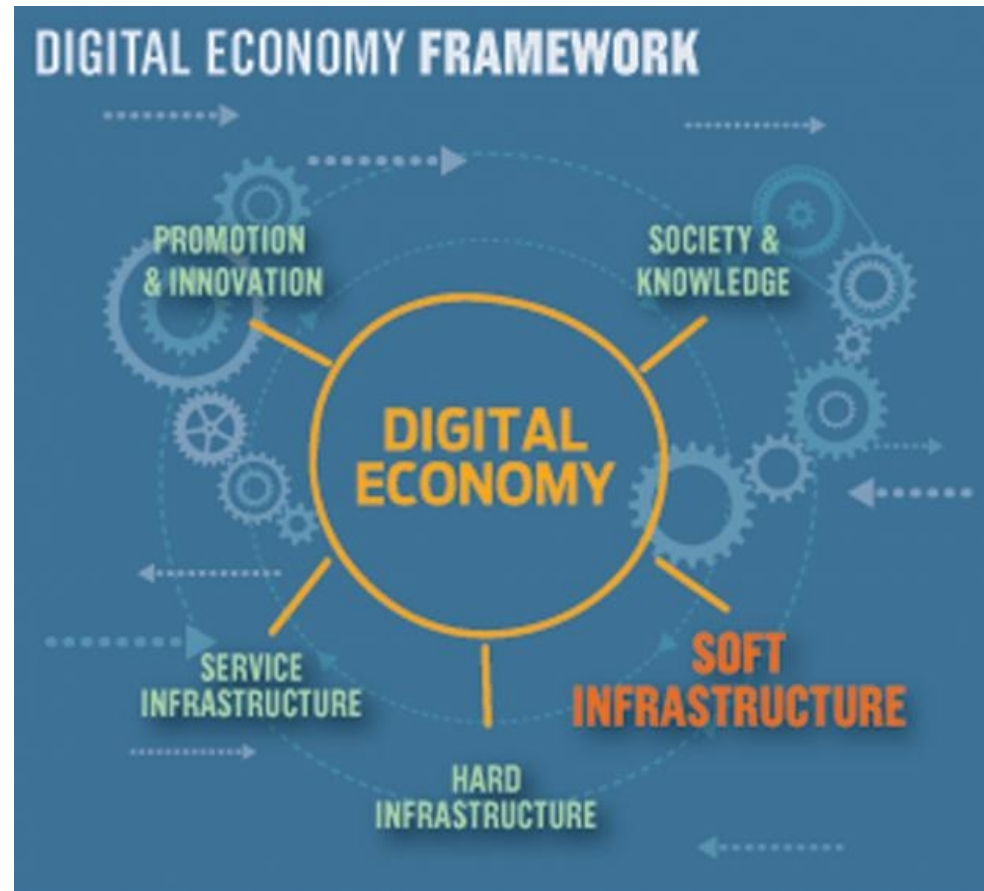 DIGITAL ECONOMY FRAMEWORK
PROMOTION
& INNOVATION
SOCIETY &
KNOWLEDGE
DIGITAL
ECONOMY
SERVICE
INFRASTRUCTURE
HARD
INFRASTRUCTURE
SOFT
INFRASTRUCTURE